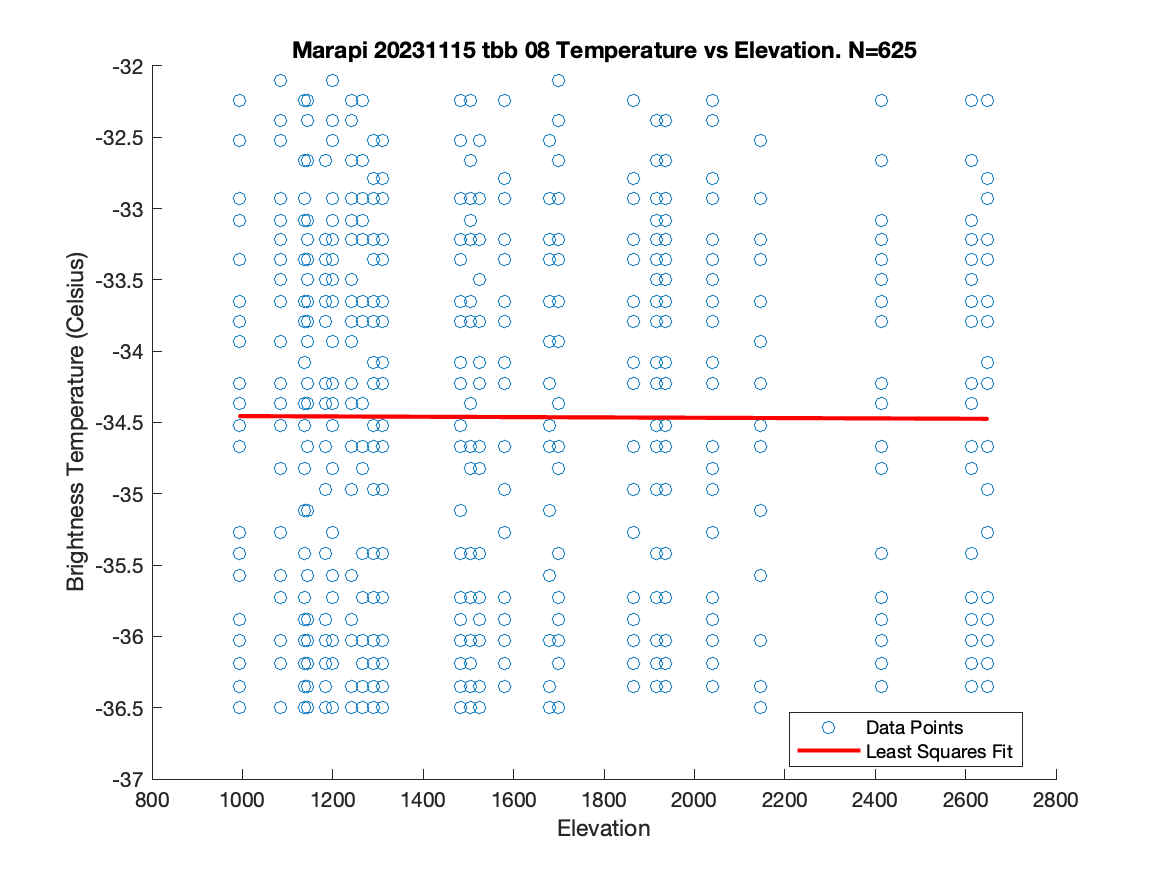 Marapi 20231115 tbb 08 Temperature vs Elevation. N=625
-32
-32.5
-33
-33.5
-34
-34.5
-35
-35.5
-36
-36.5
-37
Brightness Temperature (Celsius)
Data Points
Least Squares Fit
800 1000 1200 1400 1600 1800 2000 2200 2400 2600 2800
Elevation